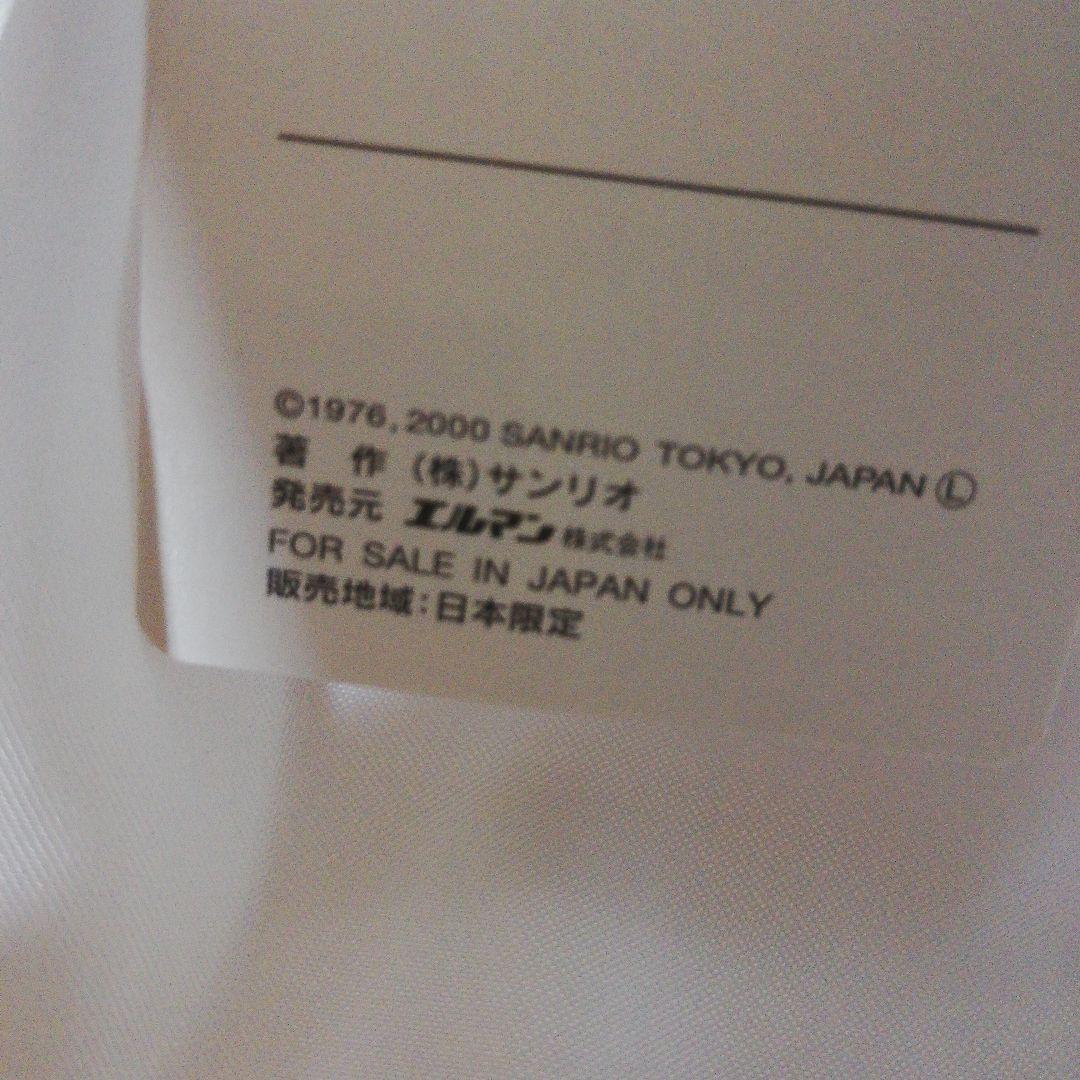 ©1976, 2000 SANRIO TOKYO, JAPAN Ⓛ
著 作 (株)サンリオ
発売元 エルマン株式会社
FOR SALE IN JAPAN ONLY
販売地域:日本限定